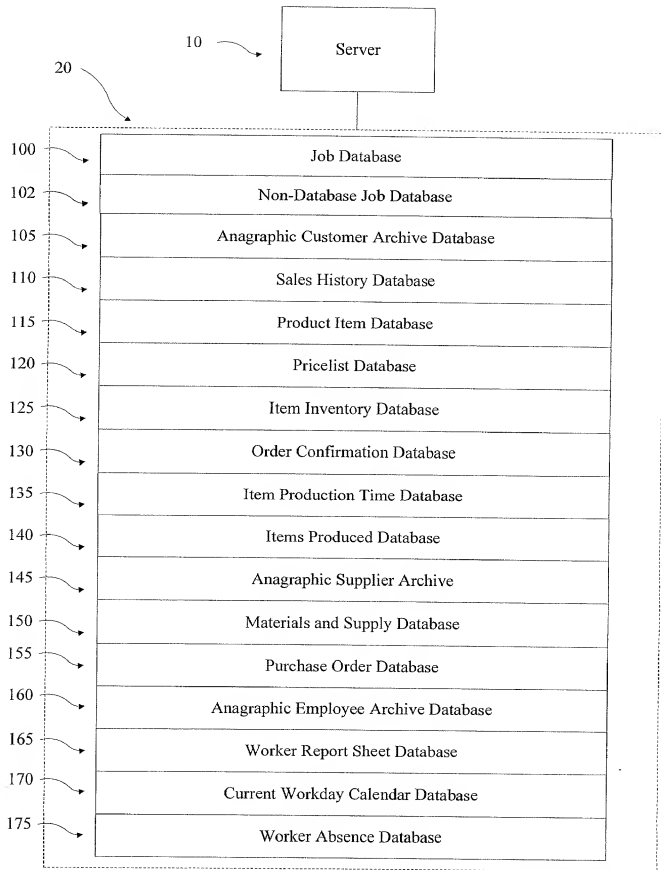 10
Server
20
100
Job Database
102
Non-Database Job Database
105
Anagraphic Customer Archive Database
110
Sales History Database
115
Product Item Database
120
Pricelist Database
125
Item Inventory Database
130
Order Confirmation Database
135
Item Production Time Database
140
Items Produced Database
145
Anagraphic Supplier Archive
150
Materials and Supply Database
155
Purchase Order Database
160
Anagraphic Employee Archive Database
165
Worker Report Sheet Database
170
Current Workday Calendar Database
175
Worker Absence Database